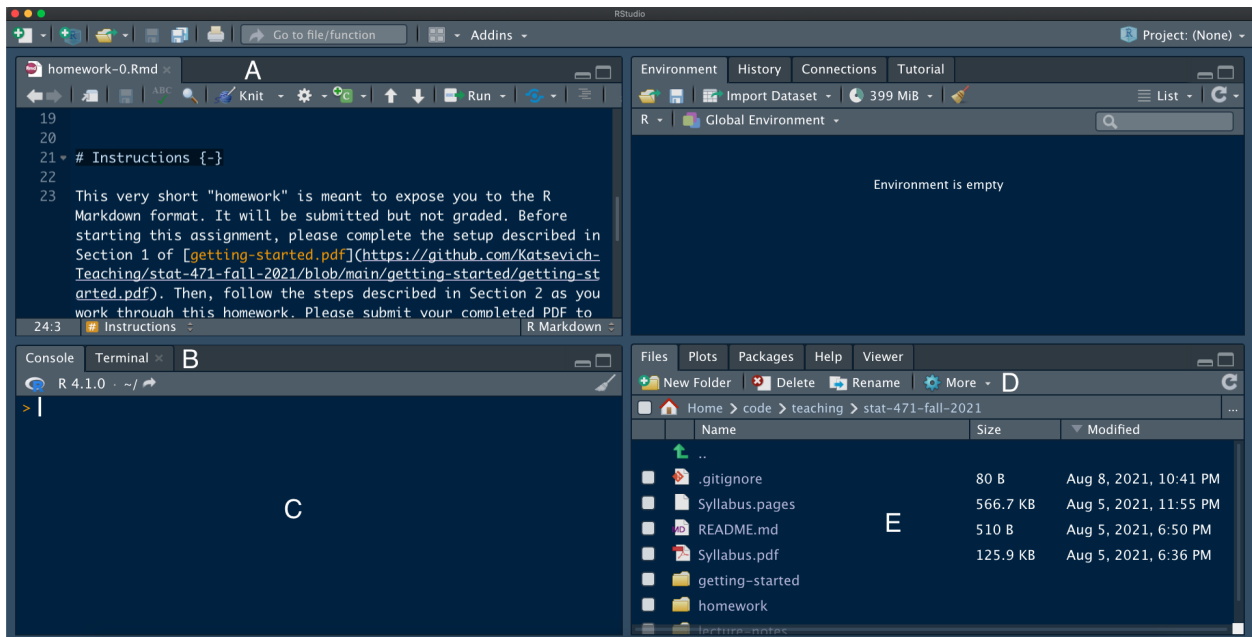 RStudio
Go to file/function
Addins
Project: (None)
homework-0.Rmd
A
ABC
Knit
Run
19
20
21 # Instructions {-}
22
23 This very short "homework" is meant to expose you to the R
Markdown format. It will be submitted but not graded. Before
starting this assignment, please complete the setup described in
Section 1 of [getting-started.pdf](https://github.com/Katsevich-
Teaching/stat-471-fall-2021/blob/main/getting-started/getting-st
arted.pdf). Then, follow the steps described in Section 2 as you
work through this homework. Please submit your completed PDF to
24:3 # Instructions R Markdown
Environment History Connections Tutorial
Import Dataset 399 MiB List
R Global Environment
Environment is empty
Console Terminal B
R 4.1.0 · ~/
>
C
Files Plots Packages Help Viewer
New Folder Delete Rename More D
Home code teaching stat-471-fall-2021 ...
Name Size Modified
..
.gitignore 80 B Aug 8, 2021, 10:41 PM
Syllabus.pages 566.7 KB Aug 5, 2021, 11:55 PM
README.md 510 B Aug 5, 2021, 6:50 PM
E
Syllabus.pdf 125.9 KB Aug 5, 2021, 6:36 PM
getting-started
homework
lecture-notes